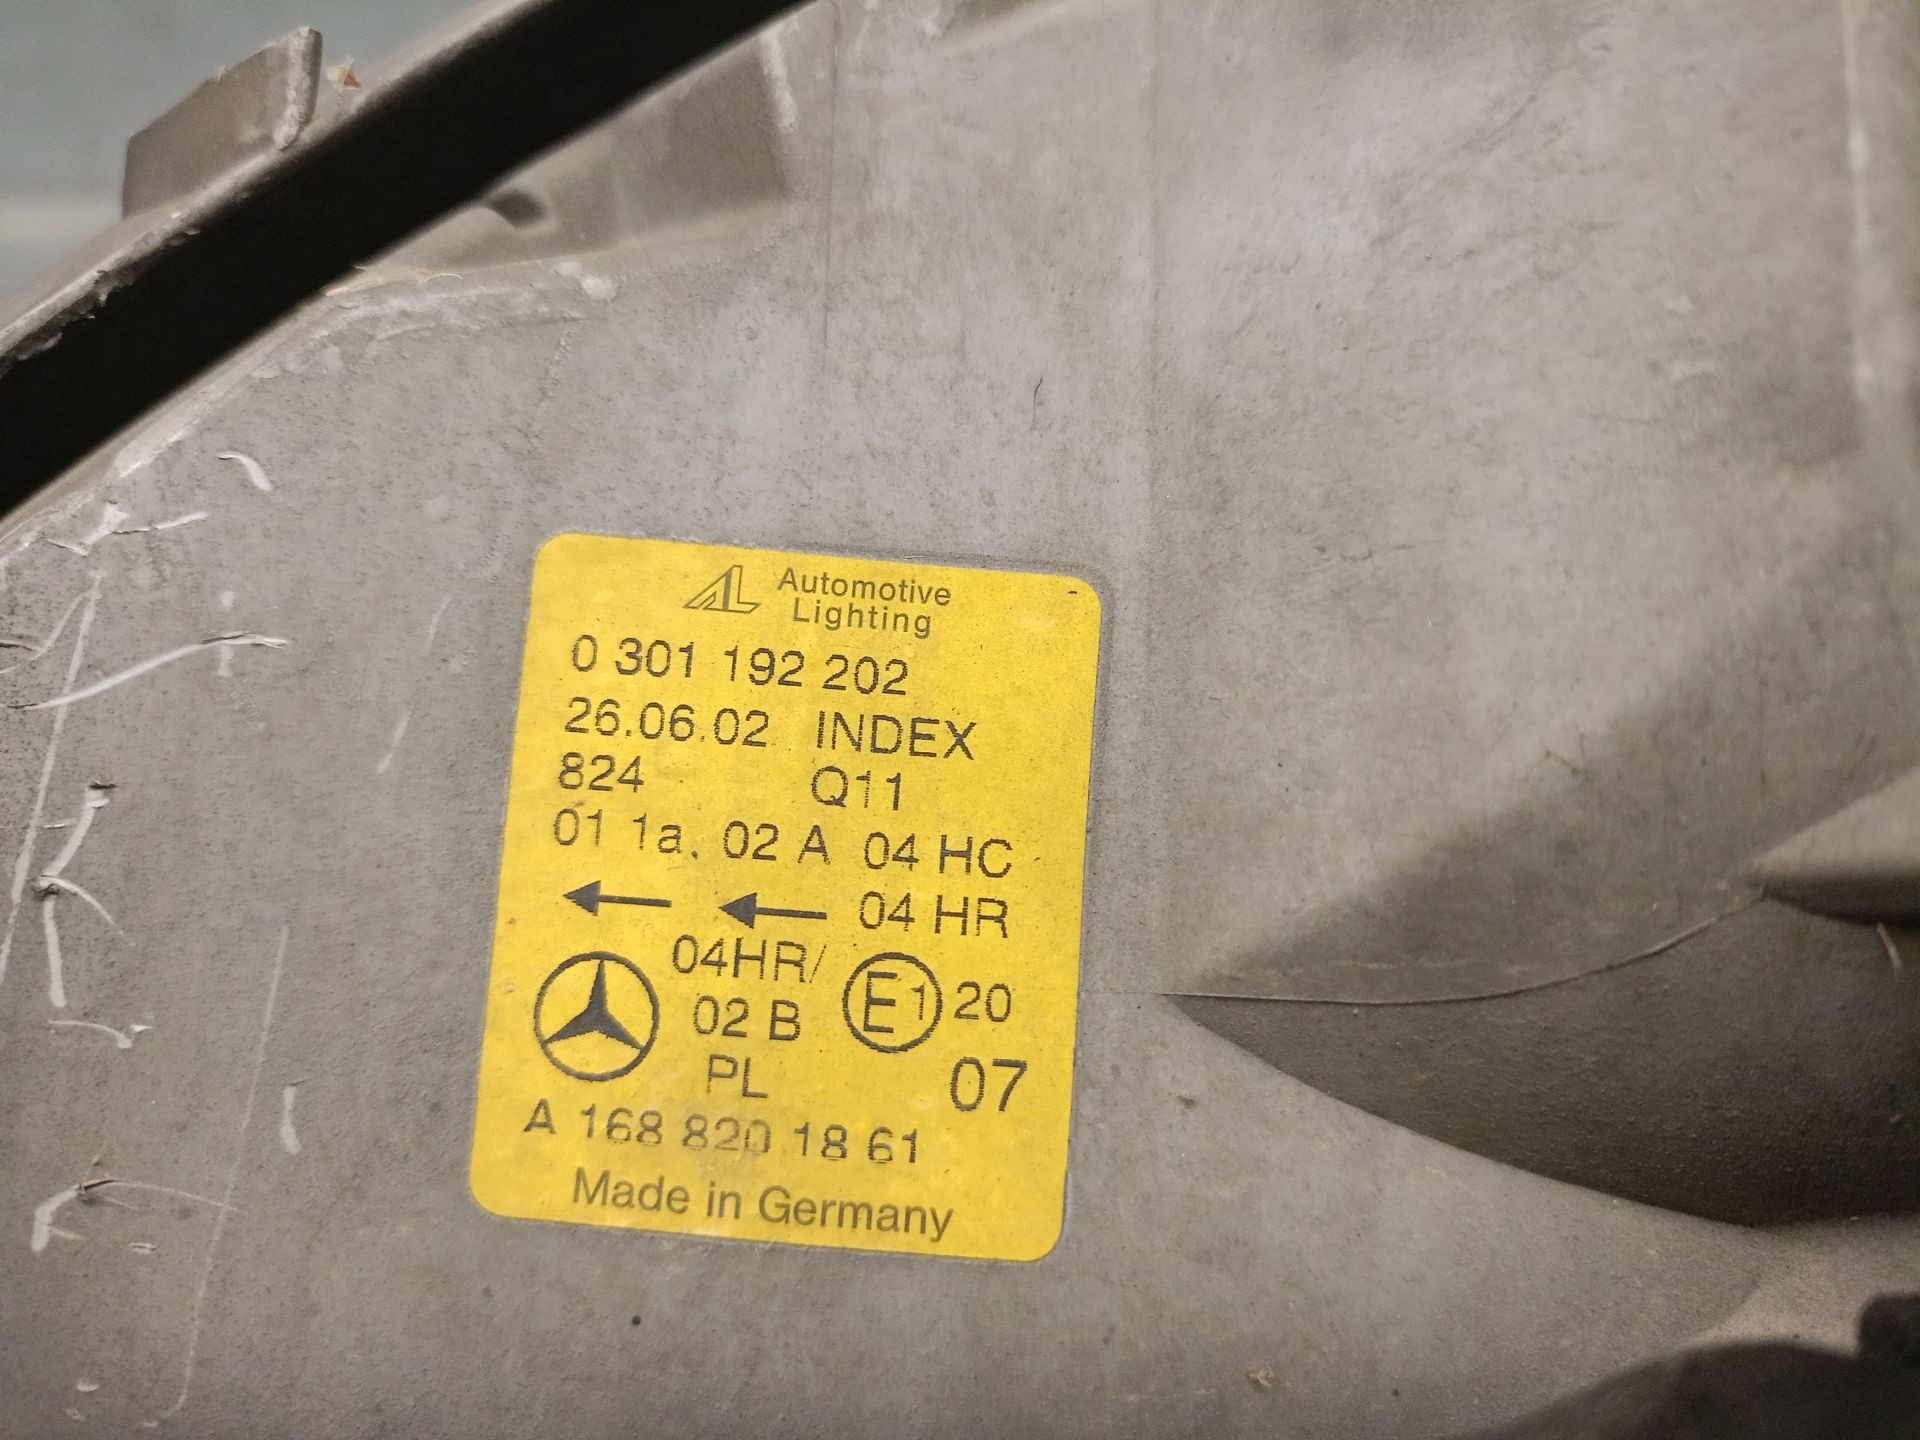 AL Automotive
Lighting
0 301 192 202
26.06.02 INDEX
824 Q11
01 1a. 02 A 04 HC
04 HR
04HR/
02 B E1 20
PL 07
A 168 820 18 61
Made in Germany